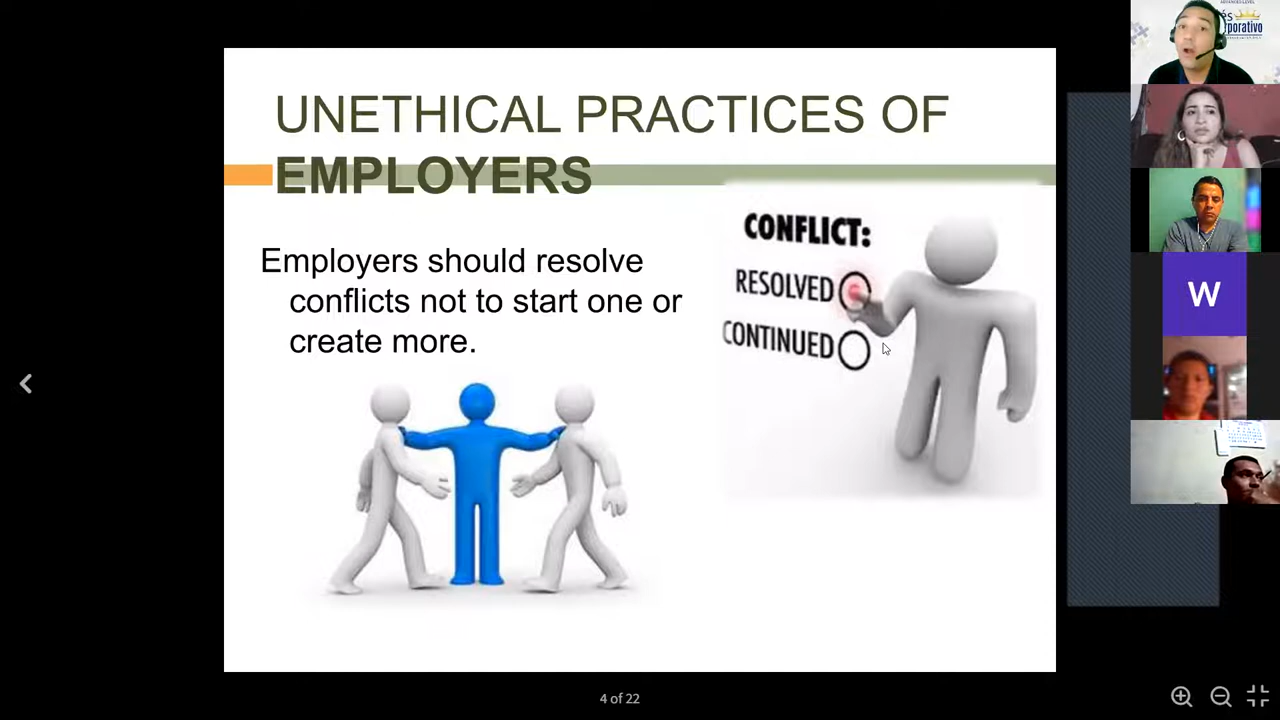 UNETHICAL PRACTICES OF
EMPLOYERS
Employers should resolve
conflicts not to start one or
create more.
CONFLICT:
RESOLVED
CONTINUED
W
4 of 22